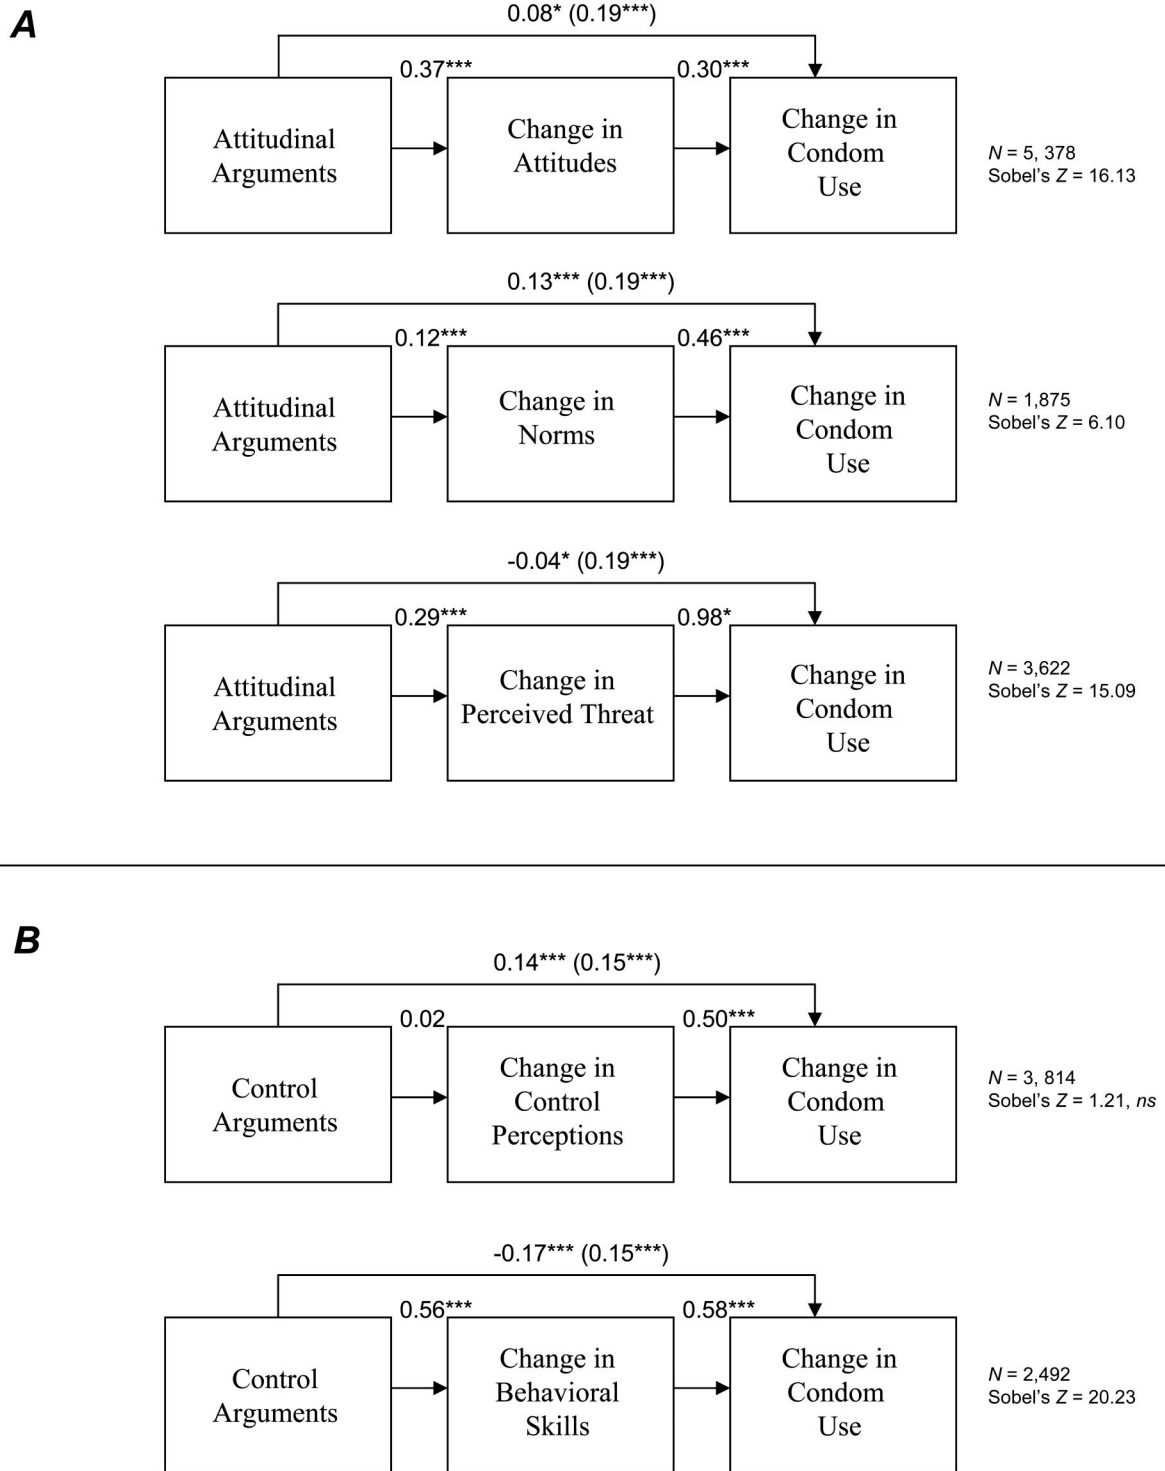 A
0.08* (0.19***)
0.37***
0.30***
Attitudinal
Arguments
Change in
Attitudes
Change in
Condom
Use
N = 5, 378
Sobel's Z = 16.13
0.13*** (0.19***)
0.12***
0.46***
Attitudinal
Arguments
Change in
Norms
Change in
Condom
Use
N = 1,875
Sobel's Z = 6.10
-0.04* (0.19***)
0.29***
0.98*
Attitudinal
Arguments
Change in
Perceived Threat
Change in
Condom
Use
N = 3,622
Sobel's Z = 15.09
B
0.14*** (0.15***)
0.02
0.50***
Control
Arguments
Change in
Control
Perceptions
Change in
Condom
Use
N = 3, 814
Sobel's Z = 1.21, ns
-0.17*** (0.15***)
0.56***
0.58***
Control
Arguments
Change in
Behavioral
Skills
Change in
Condom
Use
N = 2,492
Sobel's Z = 20.23